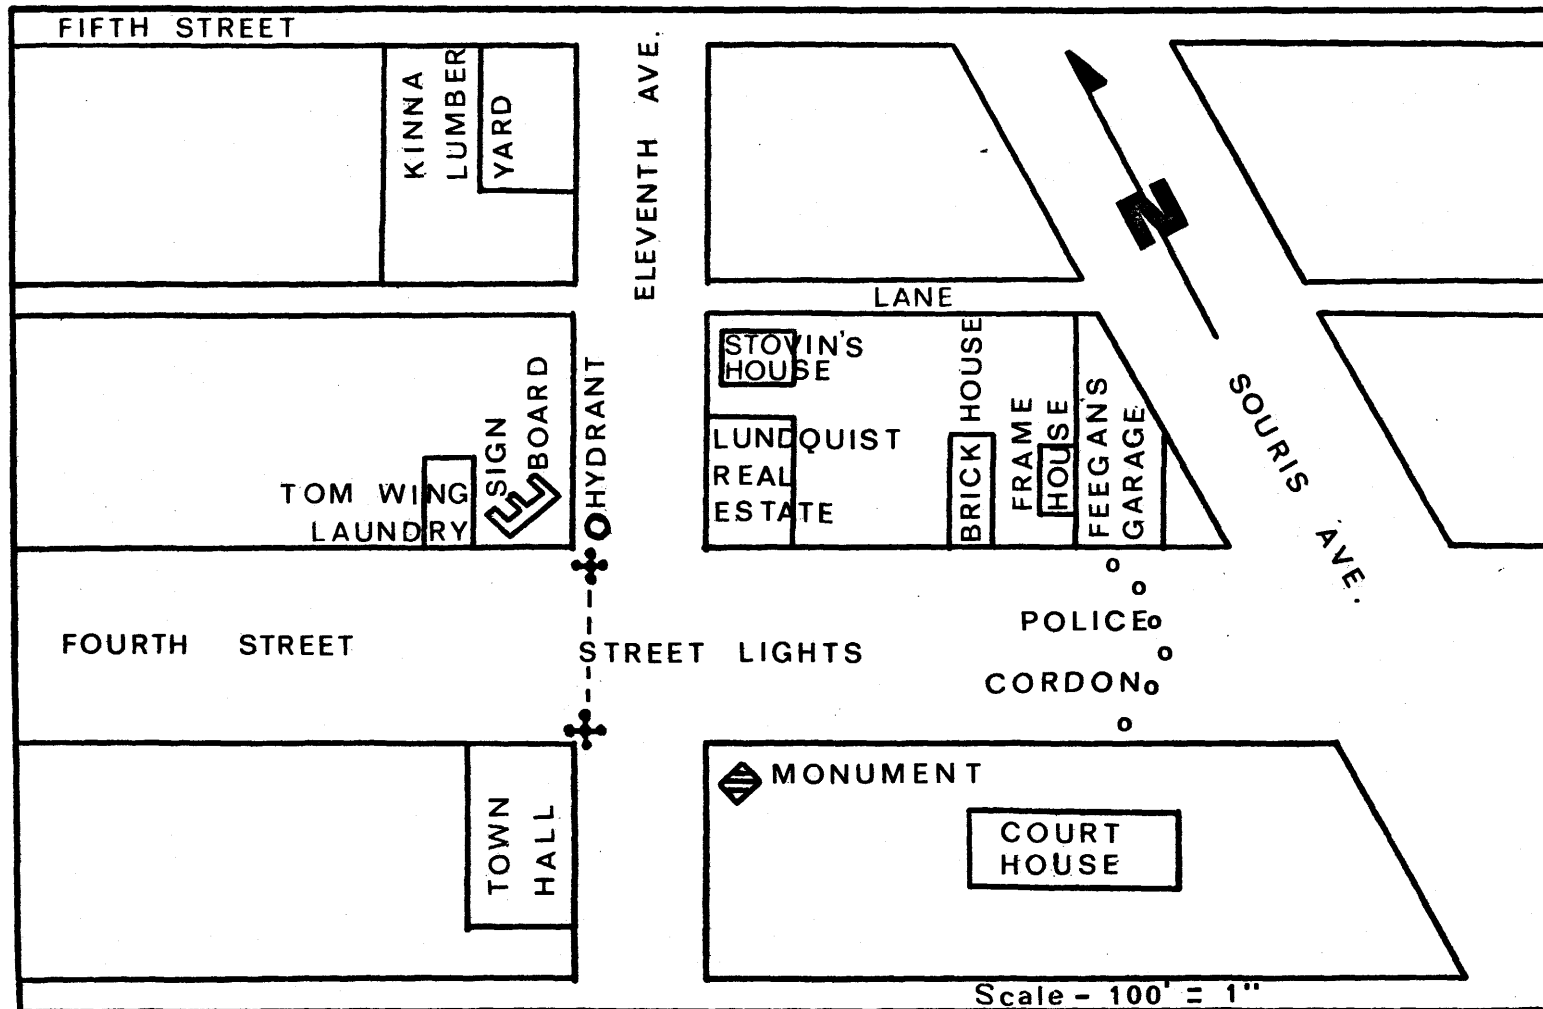 FIFTH STREET
KINNA
LUMBER
YARD
ELEVENTH AVE.
N
LANE
STOVIN'S
HOUSE
SIGN
BOARD
HYDRANT
TOM WING
LAUNDRY
LUNDQUIST
REAL
ESTATE
BRICK HOUSE
FRAME
HOUSE
FEEGAN'S
GARAGE
SOURIS AVE.
FOURTH STREET
STREET LIGHTS
POLICE
CORDON
TOWN
HALL
MONUMENT
COURT
HOUSE
Scale - 100' = 1"